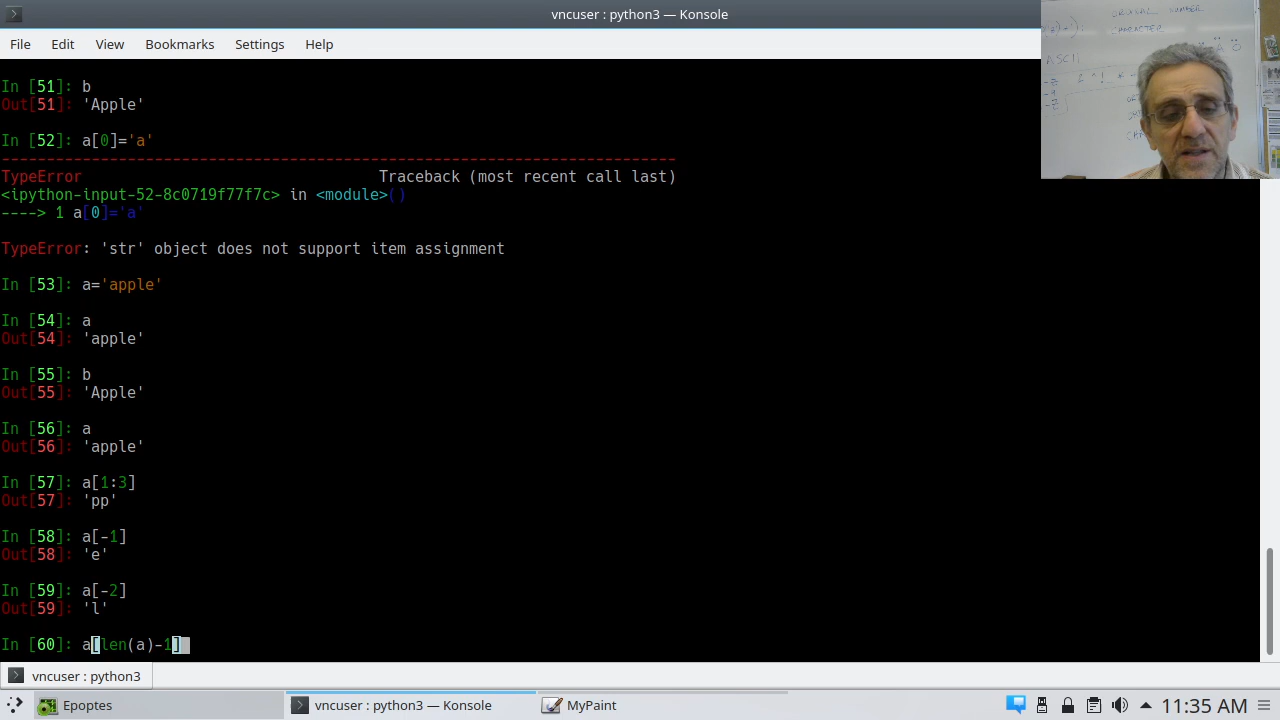 vncuser : python3 — Konsole
File Edit View Bookmarks Settings Help
ORDINAL NUMBER
CHARACTER
ASCII
In [51]: b
Out[51]: 'Apple'
In [52]: a[0]='a'
---------------------------------------------------------------------------
TypeError Traceback (most recent call last)
<ipython-input-52-8c0719f77f7c> in <module>()
----> 1 a[0]='a'
TypeError: 'str' object does not support item assignment
In [53]: a='apple'
In [54]: a
Out[54]: 'apple'
In [55]: b
Out[55]: 'Apple'
In [56]: a
Out[56]: 'apple'
In [57]: a[1:3]
Out[57]: 'pp'
In [58]: a[-1]
Out[58]: 'e'
In [59]: a[-2]
Out[59]: 'l'
In [60]: a[len(a)-1]
vncuser : python3
Epoptes vncuser : python3 — Konsole MyPaint 11:35 AM